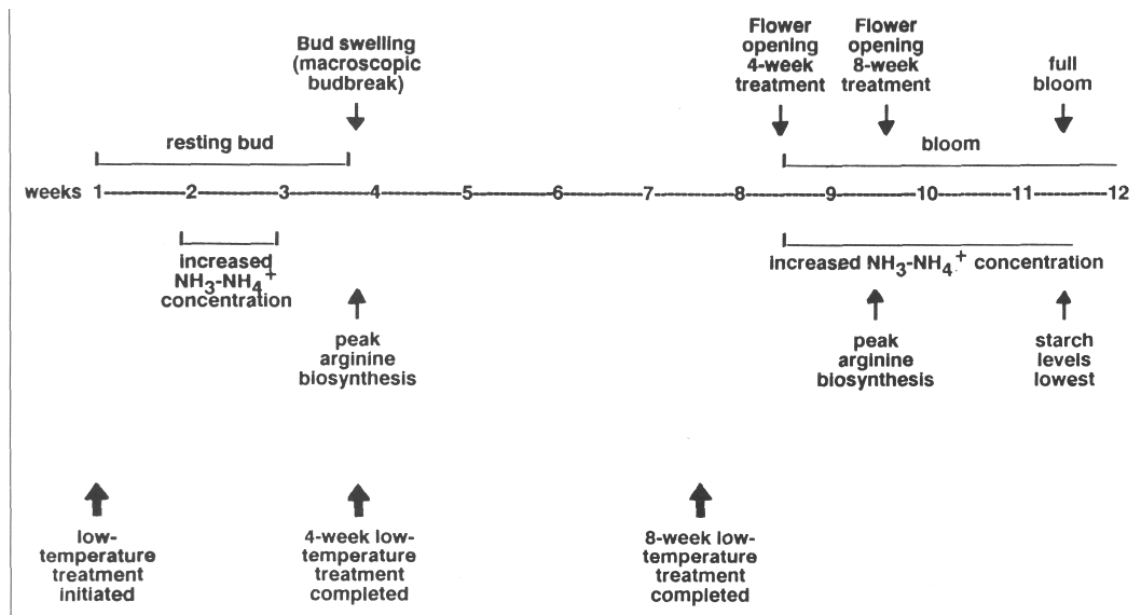 Bud swelling
(macroscopic
budbreak)
Flower
opening
4-week
treatment
Flower
opening
8-week
treatment
full
bloom
resting bud
bloom
weeks 1 2 3 4 5 6 7 8 9 10 11 12
increased
NH3-NH4+
concentration
increased NH3-NH4+ concentration
peak
arginine
biosynthesis
peak
arginine
biosynthesis
starch
levels
lowest
low-
temperature
treatment
initiated
4-week low-
temperature
treatment
completed
8-week low-
temperature
treatment
completed